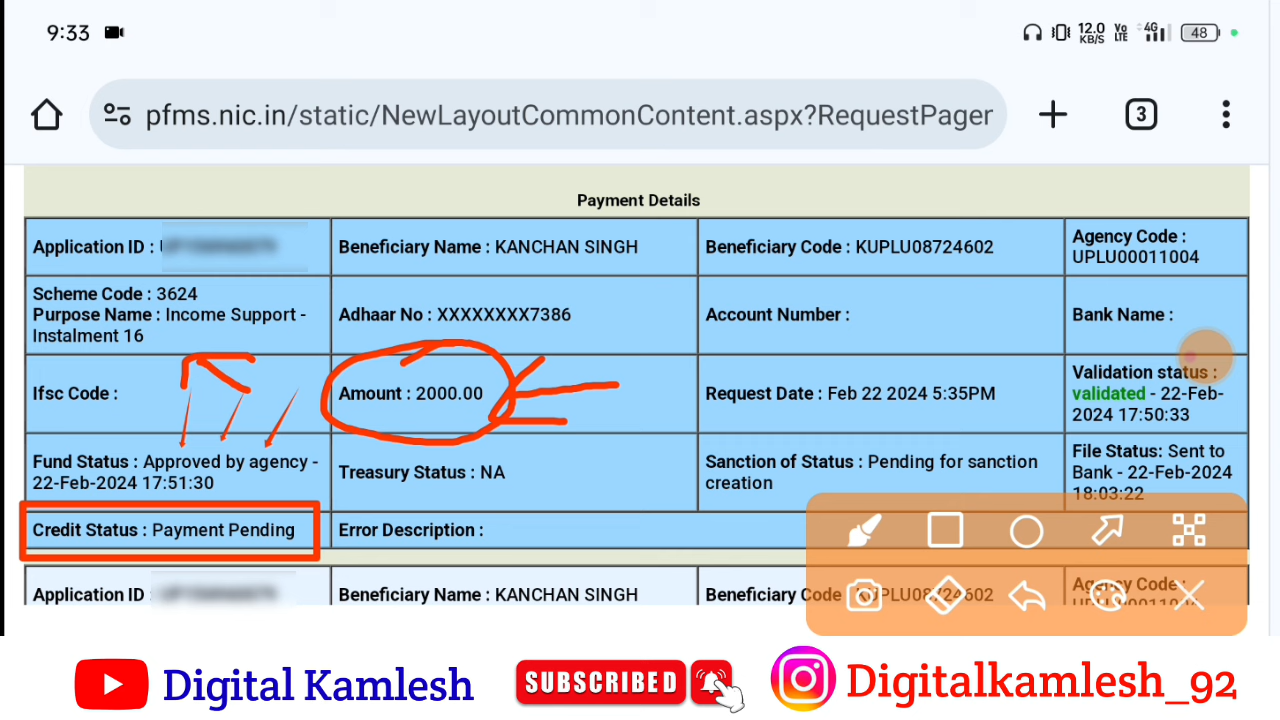 9:33
12.0 KB/S Vo LTE 4G 48
pfms.nic.in/static/NewLayoutCommonContent.aspx?RequestPager
3
Payment Details
Application ID :
Beneficiary Name : KANCHAN SINGH
Beneficiary Code : KUPLU08724602
Agency Code :
UPLU00011004
Scheme Code : 3624
Purpose Name : Income Support -
Instalment 16
Adhaar No : XXXXXXXX7386
Account Number :
Bank Name :
Ifsc Code :
Amount : 2000.00
Request Date : Feb 22 2024 5:35PM
Validation status :
validated - 22-Feb-
2024 17:50:33
Fund Status : Approved by agency -
22-Feb-2024 17:51:30
Treasury Status : NA
Sanction of Status : Pending for sanction
creation
File Status: Sent to
Bank - 22-Feb-2024
18:03:22
Credit Status : Payment Pending
Error Description :
Application ID
Beneficiary Name : KANCHAN SINGH
Beneficiary Code : KUPLU08724602
Agency Code :
Digital Kamlesh
SUBSCRIBED
Digitalkamlesh_92